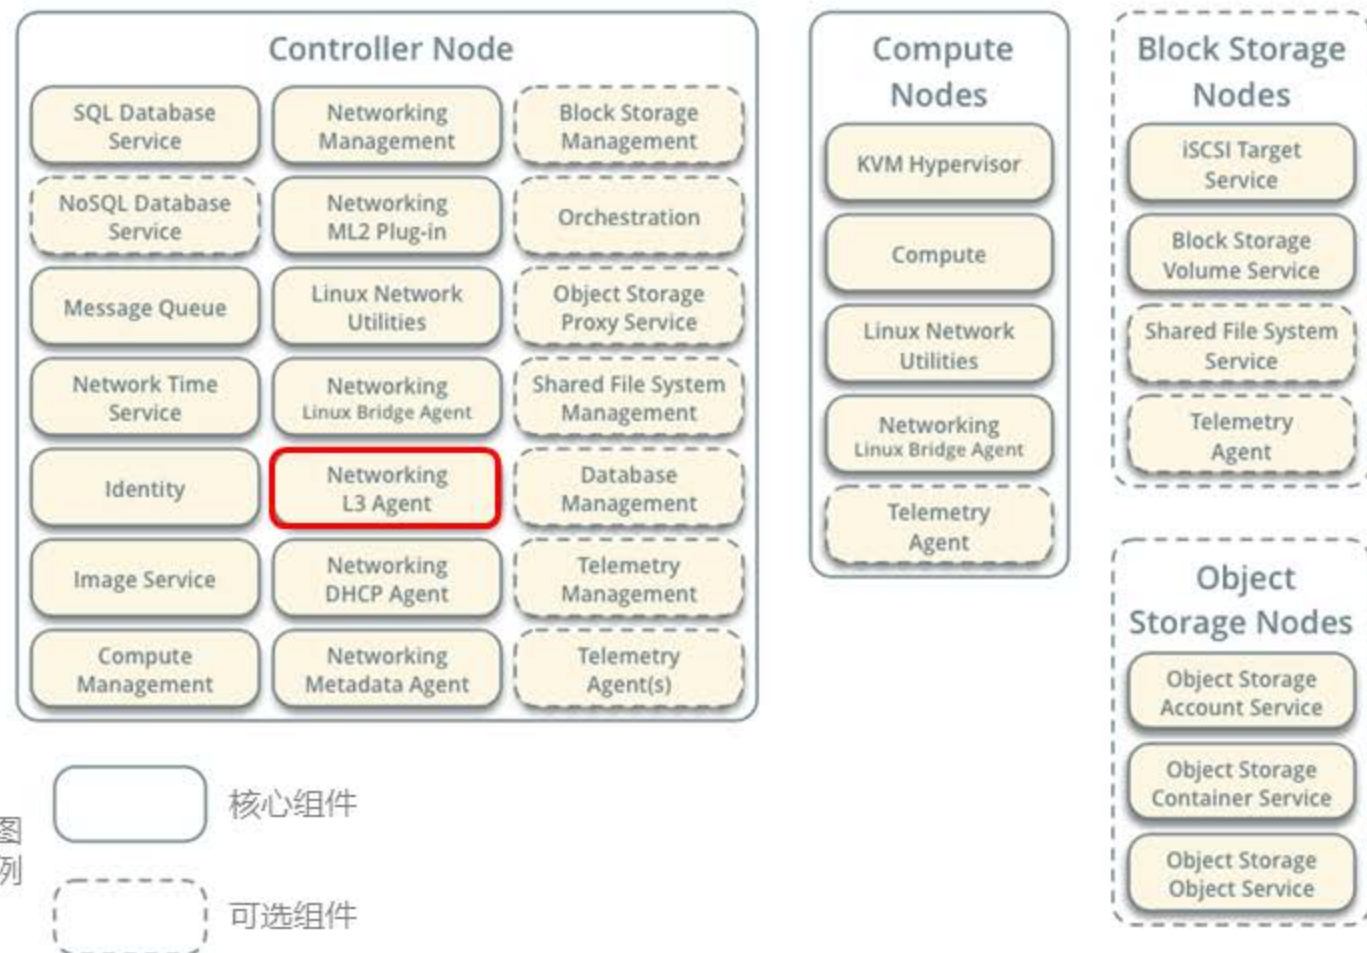 Controller Node
SQL Database
Service
Networking
Management
Block Storage
Management
NoSQL Database
Service
Networking
ML2 Plug-in
Orchestration
Message Queue
Linux Network
Utilities
Object Storage
Proxy Service
Network Time
Service
Networking
Linux Bridge Agent
Shared File System
Management
Identity
Networking
L3 Agent
Database
Management
Image Service
Networking
DHCP Agent
Telemetry
Management
Compute
Management
Networking
Metadata Agent
Telemetry
Agent(s)
Compute
Nodes
KVM Hypervisor
Compute
Linux Network
Utilities
Networking
Linux Bridge Agent
Telemetry
Agent
Block Storage
Nodes
iSCSI Target
Service
Block Storage
Volume Service
Shared File System
Service
Telemetry
Agent
Object
Storage Nodes
Object Storage
Account Service
Object Storage
Container Service
Object Storage
Object Service
图
例
核心组件
可选组件